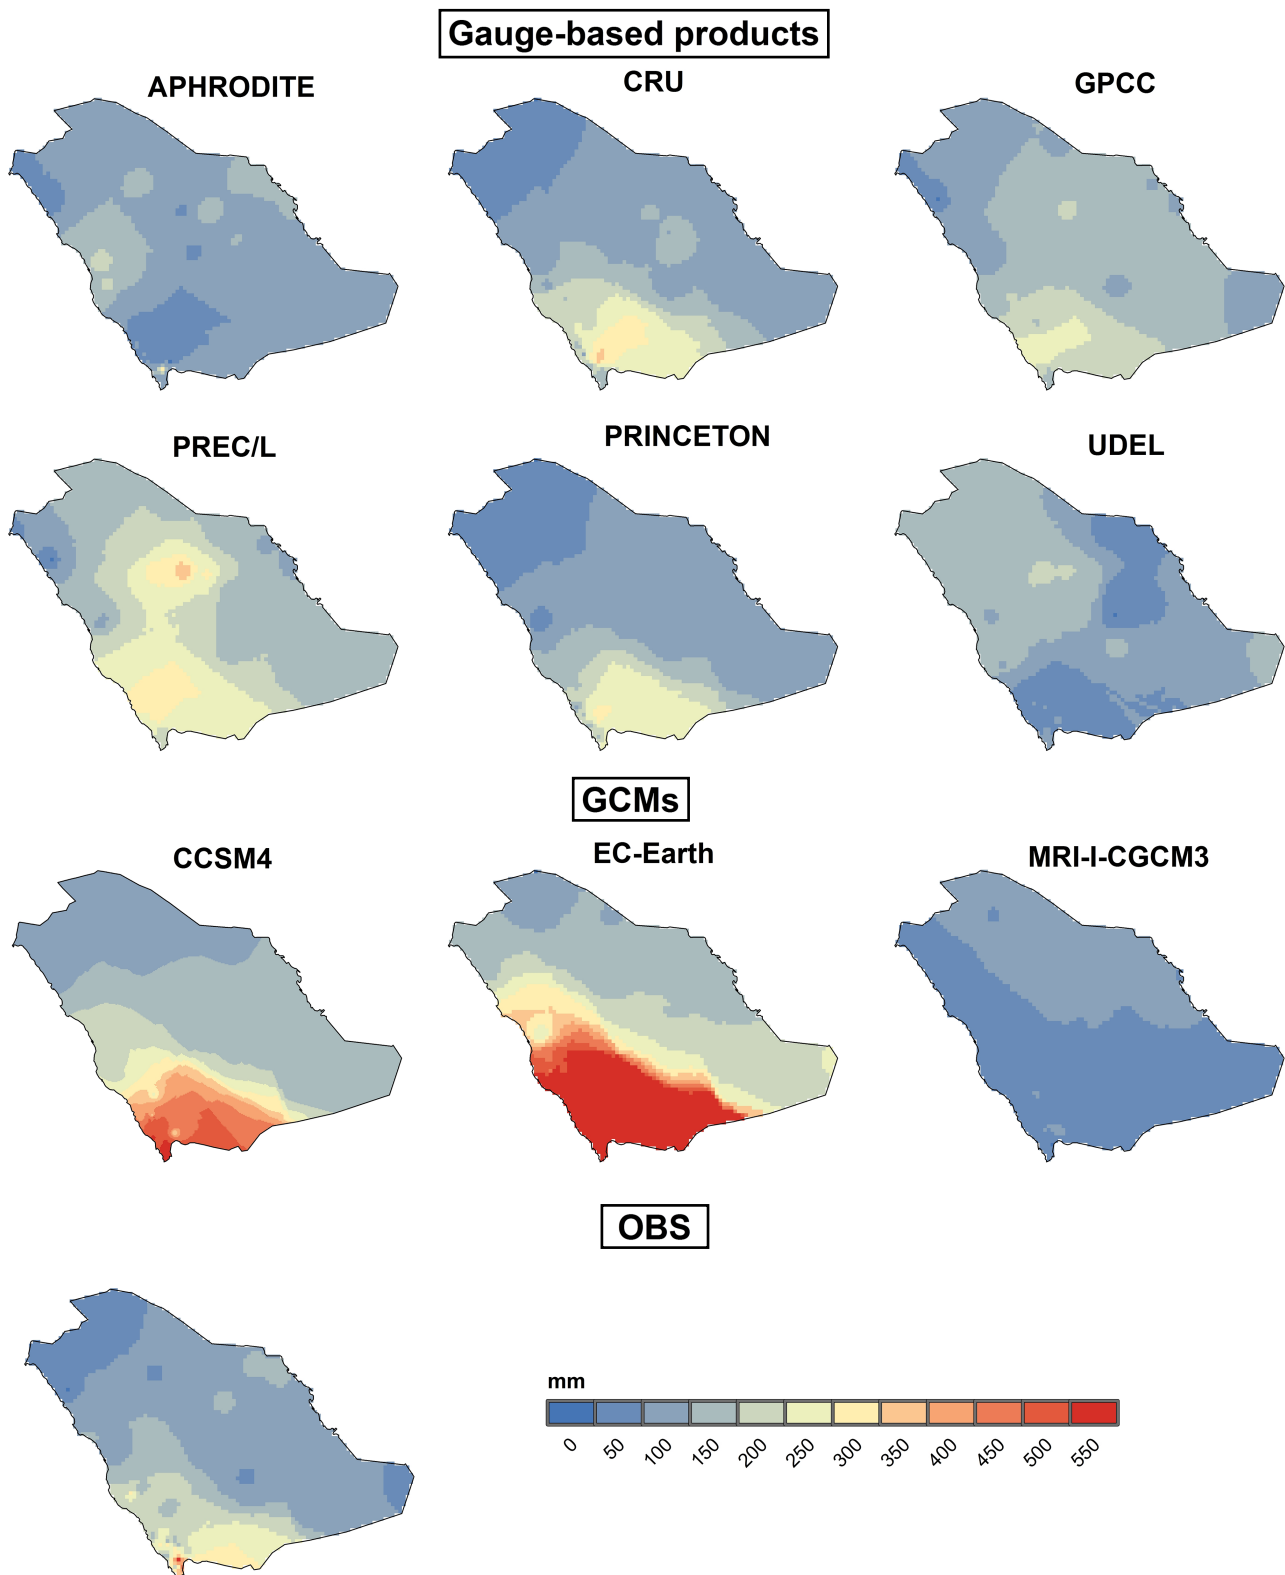 Gauge-based products
APHRODITE
CRU
GPCC
PREC/L
PRINCETON
UDEL
GCMs
CCSM4
EC-Earth
MRI-I-CGCM3
OBS
mm
0 50 100 150 200 250 300 350 400 450 500 550